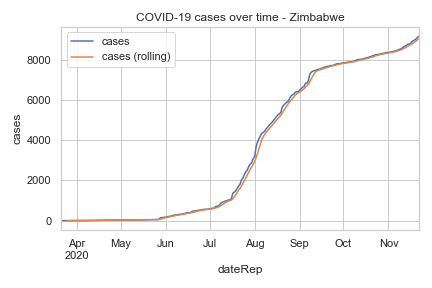 COVID-19 cases over time - Zimbabwe
cases
cases (rolling)
cases
8000
6000
4000
2000
0
Apr May Jun Jul Aug Sep Oct Nov
2020
dateRep